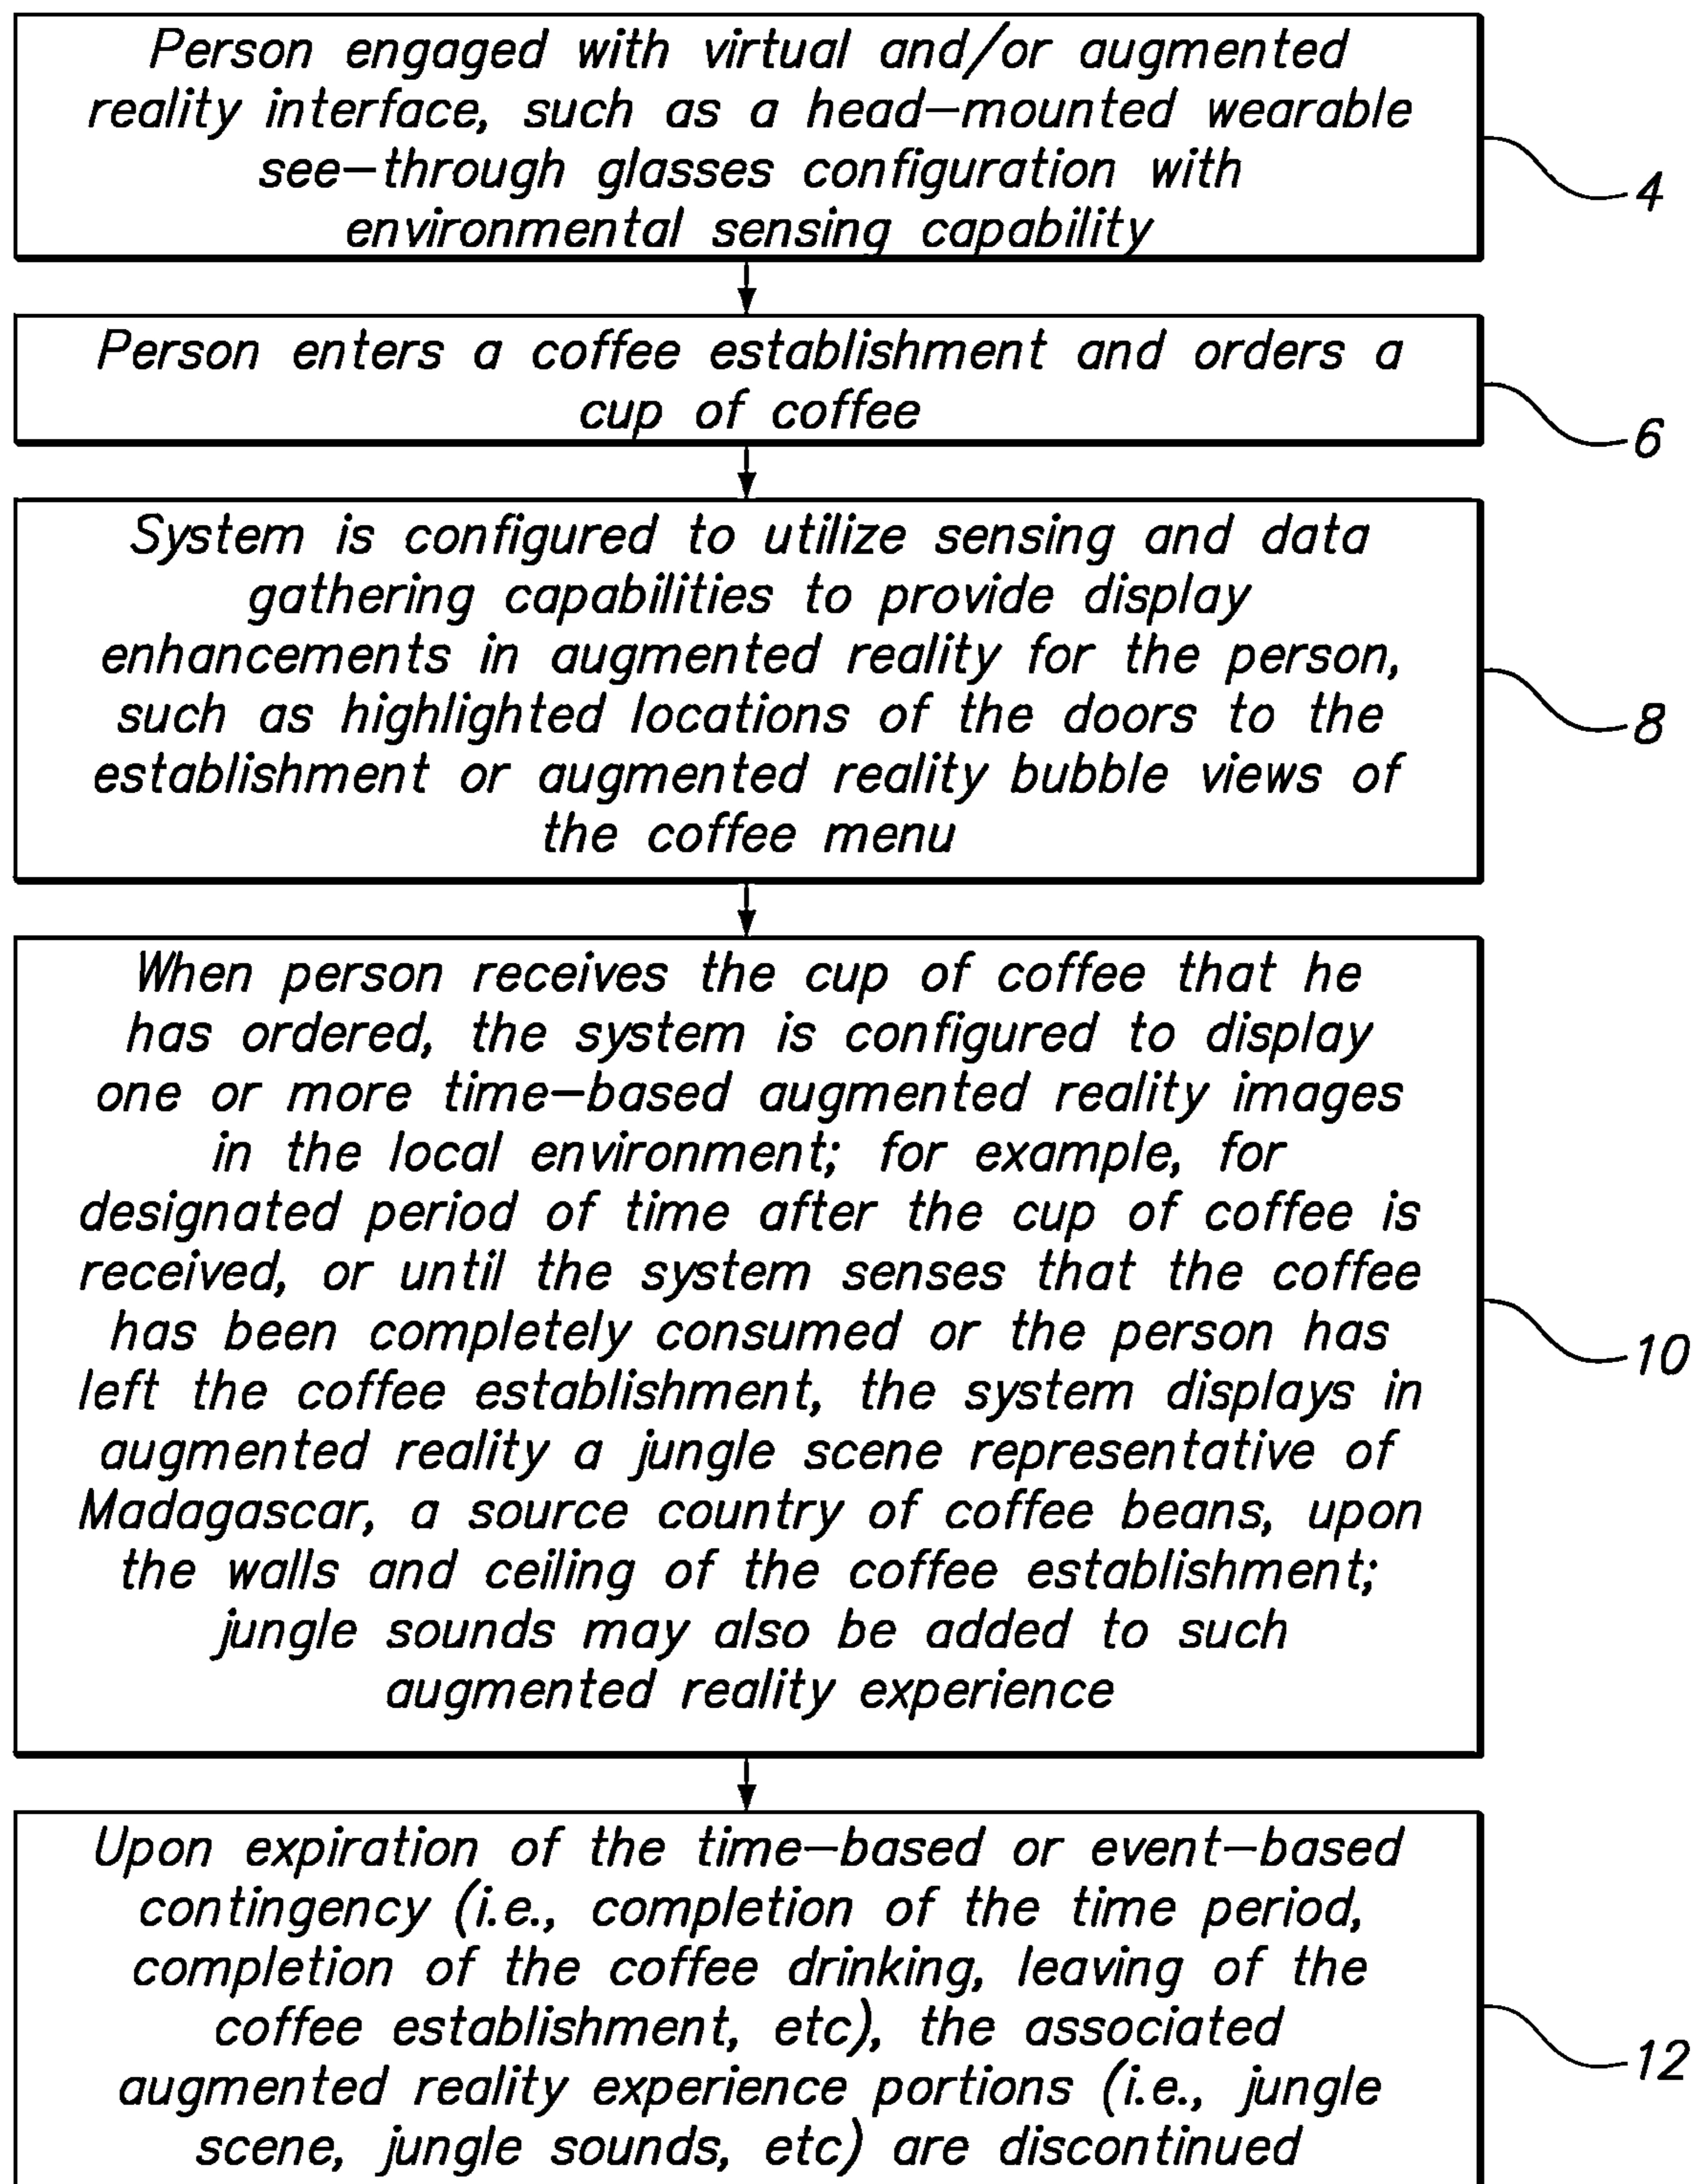 Person engaged with virtual and/or augmented
reality interface, such as a head-mounted wearable
see-through glasses configuration with
environmental sensing capability
4
Person enters a coffee establishment and orders a
cup of coffee
6
System is configured to utilize sensing and data
gathering capabilities to provide display
enhancements in augmented reality for the person,
such as highlighted locations of the doors to the
establishment or augmented reality bubble views of
the coffee menu
8
When person receives the cup of coffee that he
has ordered, the system is configured to display
one or more time-based augmented reality images
in the local environment; for example, for
designated period of time after the cup of coffee is
received, or until the system senses that the coffee
has been completely consumed or the person has
left the coffee establishment, the system displays in
augmented reality a jungle scene representative of
Madagascar, a source country of coffee beans, upon
the walls and ceiling of the coffee establishment;
jungle sounds may also be added to such
augmented reality experience
10
Upon expiration of the time-based or event-based
contingency (i.e., completion of the time period,
completion of the coffee drinking, leaving of the
coffee establishment, etc), the associated
augmented reality experience portions (i.e., jungle
scene, jungle sounds, etc) are discontinued
12